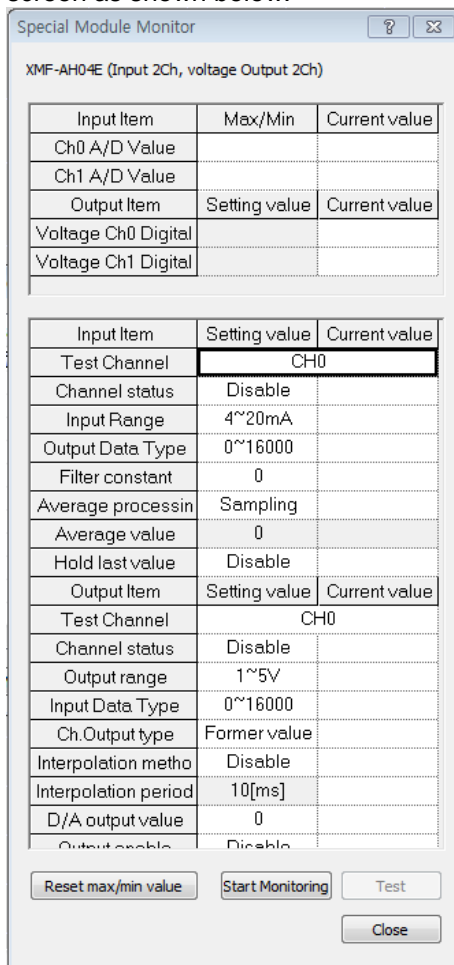 screen as shown below.
Special Module Monitor
XMF-AH04E (Input 2Ch, voltage Output 2Ch)
Input Item Max/Min Current value
Ch0 A/D Value
Ch1 A/D Value
Output Item Setting value Current value
Voltage Ch0 Digital
Voltage Ch1 Digital
Input Item Setting value Current value
Test Channel CH0
Channel status Disable
Input Range 4~20mA
Output Data Type 0~16000
Filter constant 0
Average processin Sampling
Average value 0
Hold last value Disable
Output Item Setting value Current value
Test Channel CH0
Channel status Disable
Output range 1~5V
Input Data Type 0~16000
Ch.Output type Former value
Interpolation metho Disable
Interpolation period 10[ms]
D/A output value 0
Output enable Disable
Reset max/min value Start Monitoring Test
Close